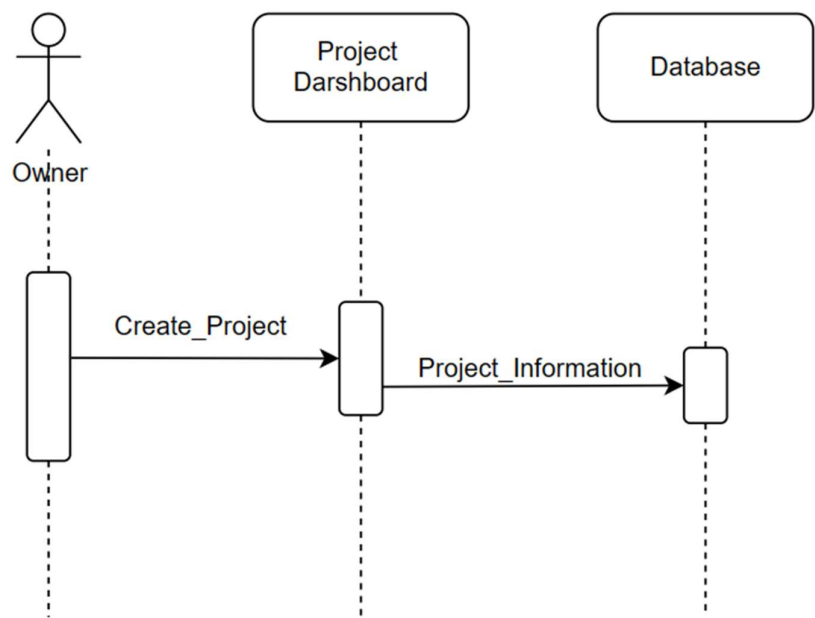 Project
Darshboard
Database
Owner
Create_Project
Project_Information